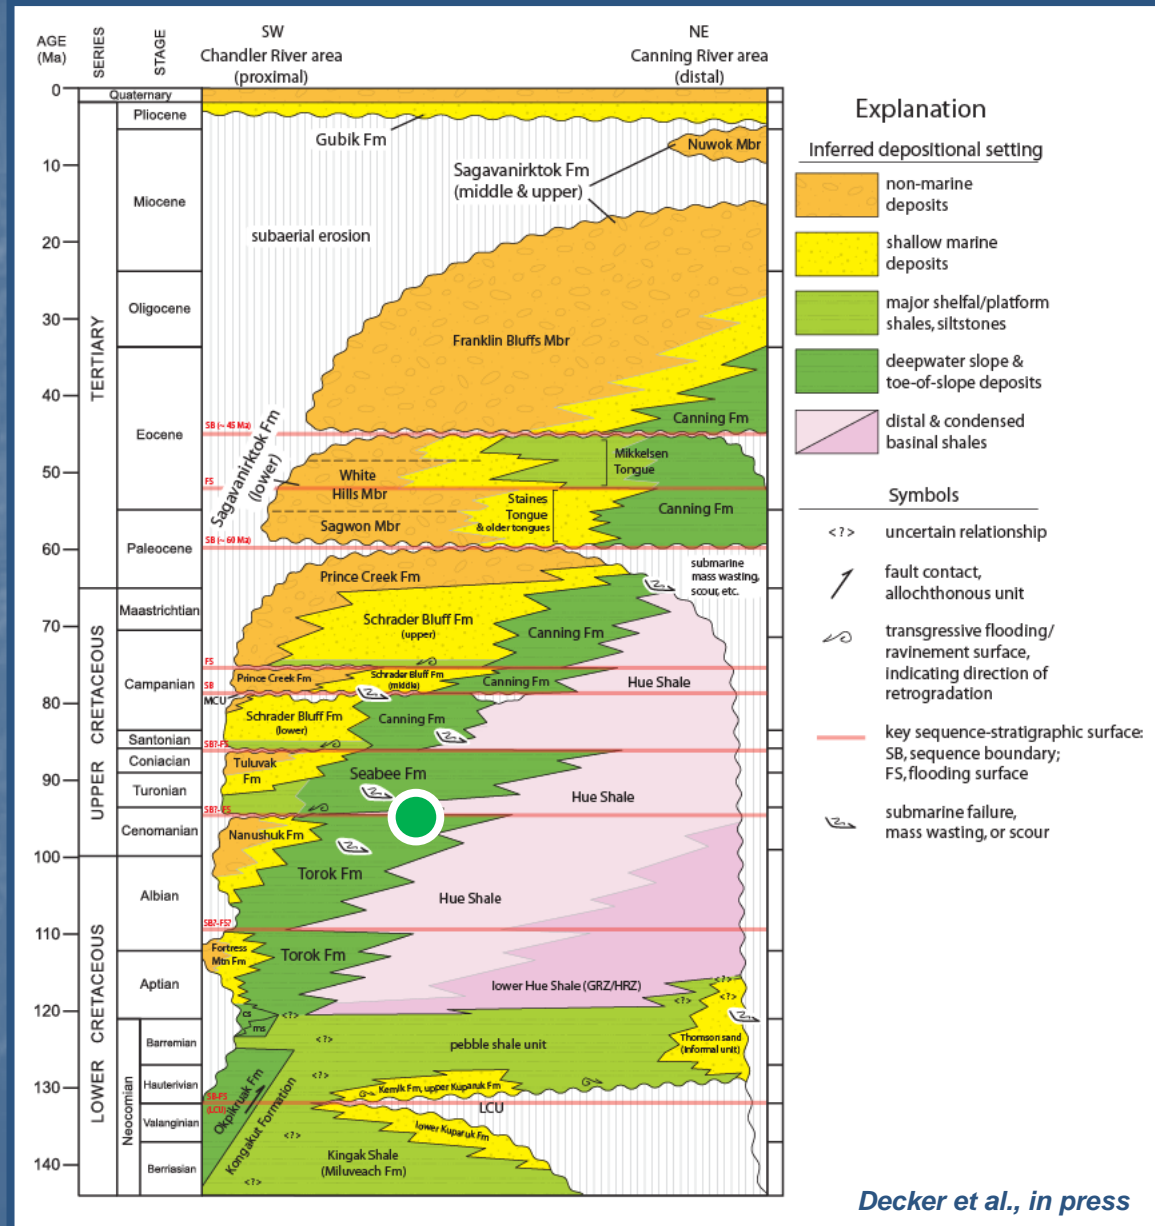 AGE
(Ma)
SERIES
STAGE
SW
Chandler River area
(proximal)
NE
Canning River area
(distal)
0
10
20
30
40
50
60
70
80
90
100
110
120
130
140
TERTIARY
UPPER CRETACEOUS
LOWER CRETACEOUS
Neocomian
Quaternary
Pliocene
Miocene
Oligocene
Eocene
Paleocene
Maastrichtian
Campanian
Santonian
Coniacian
Turonian
Cenomanian
Albian
Aptian
Barremian
Hauterivian
Valanginian
Berriasian
Gubik Fm
Nuwok Mbr
Sagavanirktok Fm
(middle & upper)
subaerial erosion
Franklin Bluffs Mbr
Canning Fm
SB (~ 45 Ma)
Sagavanirktok Fm
(lower)
Mikkelsen
Tongue
White
Hills Mbr
FS
Staines
Tongue
& older tongues
Canning Fm
Sagwon Mbr
SB (~ 60 Ma)
submarine
mass wasting,
scour, etc.
Prince Creek Fm
Schrader Bluff Fm
(upper)
Canning Fm
FS
Prince Creek Fm
Schrader Bluff Fm
(middle)
Canning Fm
Hue Shale
SB
MCU
Schrader Bluff Fm
(lower)
Canning Fm
SB?-FS
Tuluvak
Fm
Seabee Fm
Hue Shale
SB?-FS
Nanushuk Fm
Torok Fm
Hue Shale
SB?-FS?
Fortress
Mtn Fm
Torok Fm
lower Hue Shale (GRZ/HRZ)
<?>
<?>
<?>
cs
ms
<?>
<?>
pebble shale unit
Thomson sand
(informal unit)
<?>
Kemik Fm, upper Kuparuk Fm
SB-FS
(LCU)
LCU
Okpikruak Fm
Kongakut Formation
<?>
lower Kuparuk Fm
Kingak Shale
(Miluveach Fm)
<?>
Explanation
Inferred depositional setting
non-marine
deposits
shallow marine
deposits
major shelfal/platform
shales, siltstones
deepwater slope &
toe-of-slope deposits
distal & condensed
basinal shales
Symbols
<?> uncertain relationship
fault contact,
allochthonous unit
transgressive flooding/
ravinement surface,
indicating direction of
retrogradation
key sequence-stratigraphic surface:
SB, sequence boundary;
FS, flooding surface
submarine failure,
mass wasting, or scour
Decker et al., in press